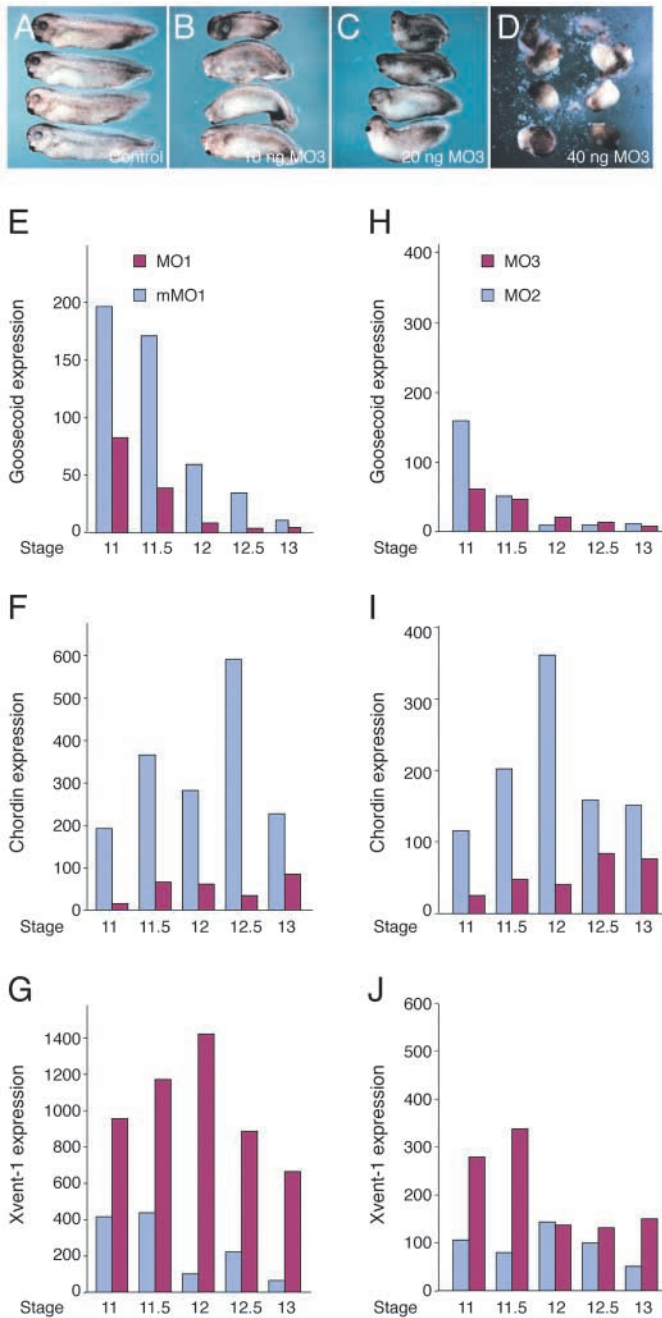 A
B
C
D
Control
10 ng MO3
20 ng MO3
40 ng MO3
E
MO1
mMO1
Goosecoid expression
200
150
100
50
0
Stage
11
11.5
12
12.5
13
H
MO3
MO2
Goosecoid expression
400
300
200
100
0
11
11.5
12
12.5
13
F
Chordin expression
600
400
300
200
100
0
Stage
11
11.5
12
12.5
13
I
Chordin expression
400
300
200
100
0
Stage
11
11.5
12
12.5
13
G
Xvent-1 expression
1400
1200
1000
800
600
400
200
0
Stage
11
11.5
12
12.5
13
J
Xvent-1 expression
600
500
400
300
200
100
0
Stage
11
11.5
12
12.5
13